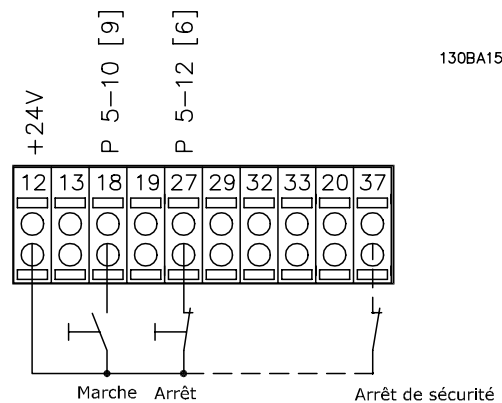 130BA15
+24V
P 5-10 [9]
P 5-12 [6]
12 13 18 19 27 29 32 33 20 37
Marche Arrêt Arrêt de sécurité